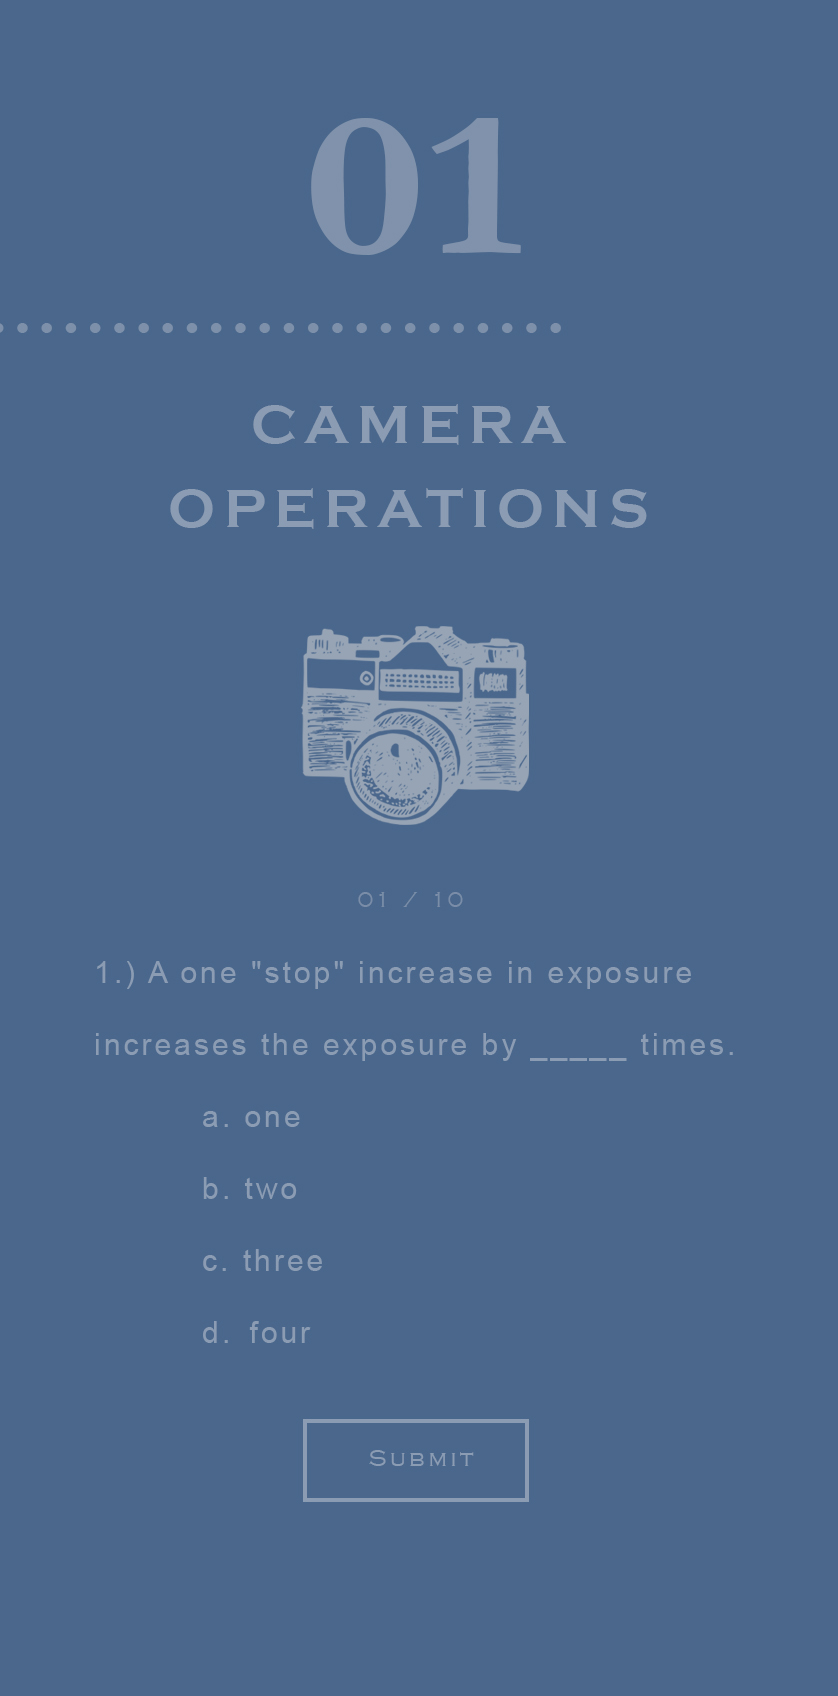 01
CAMERA
OPERATIONS
01 / 10
1.) A one "stop" increase in exposure
increases the exposure by _____ times.
a. one
b. two
c. three
d. four
SUBMIT